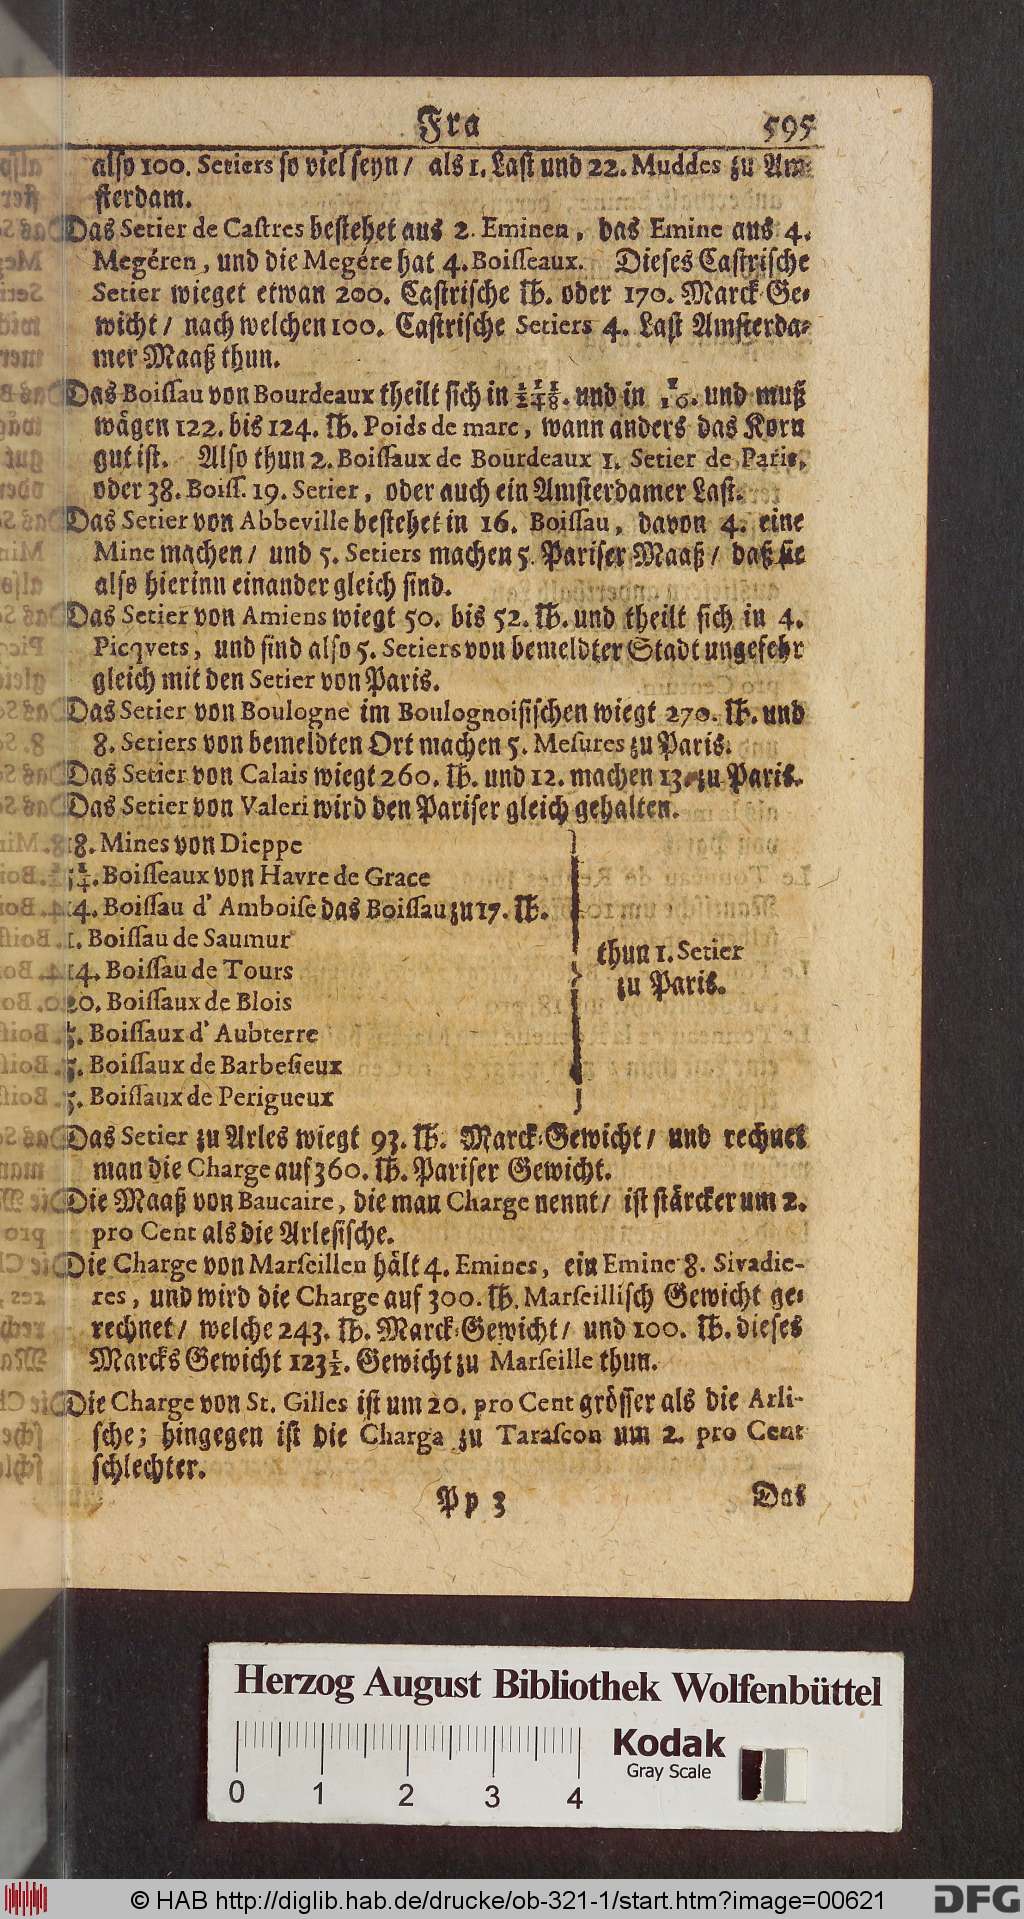 Fra 595
also 100. Setiers so viel seyn / als 1. Last und 22. Muddes zu Am-
sterdam.
Das Setier de Castres bestehet aus 2. Eminen, das Emine aus 4.
Megéren, und die Megére hat 4. Boisseaux. Dieses Castrische
Setier wieget etwan 200. Castrische ℔. oder 170. Marck-Ge-
wicht / nach welchen 100. Castrische Setiers 4. Last Amsterda-
mer Maaß thun.
Das Boissau von Bourdeaux theilt sich in ½ ¼ ⅛. und in 1/16. und muß
wägen 122. bis 124. ℔. Poids de marc, wann anders das Korn
gut ist. Also thun 2. Boissaux de Bourdeaux 1. Setier de Paris,
oder 38. Boiss. 19. Setier, oder auch ein Amsterdamer Last.
Das Setier von Abbeville bestehet in 16. Boissau, davon 4. eine
Mine machen / und 5. Setiers machen 5. Pariser Maaß / daß sie
also hierinn einander gleich sind.
Das Setier von Amiens wiegt 50. bis 52. ℔. und theilt sich in 4.
Picqvets, und sind also 5. Setiers von bemeldter Stadt ungefehr
gleich mit den Setier von Paris.
Das Setier von Boulogne im Boulognoisischen wiegt 270. ℔. und
8. Setiers von bemeldten Ort machen 5. Mesures zu Paris.
Das Setier von Calais wiegt 260. ℔. und 12. machen 13. zu Paris.
Das Setier von Valeri wird den Pariser gleich gehalten.
18. Mines von Dieppe
5¼. Boisseaux von Havre de Grace
14. Boissau d' Amboise das Boissau zu 17. ℔.
1. Boissau de Saumur
14. Boissau de Tours
20. Boissaux de Blois
5. Boissaux d' Aubterre
5. Boissaux de Barbesieux
5. Boissaux de Perigueux
thun 1. Setier
zu Paris.
Das Setier zu Arles wiegt 93. ℔. Marck-Gewicht / und rechnet
man die Charge auf 360. ℔. Pariser Gewicht.
Die Maaß von Baucaire, die man Charge nennt / ist stärcker um 2.
pro Cent als die Arlesische.
Die Charge von Marseillen hält 4. Emines, ein Emine 8. Sivadie-
res, und wird die Charge auf 300. ℔. Marseillisch Gewicht ge-
rechnet / welche 243. ℔. Marck-Gewicht / und 100. ℔. dieses
Marcks Gewicht 123½. Gewicht zu Marseille thun.
Die Charge von St. Gilles ist um 20. pro Cent grösser als die Arli-
sche; hingegen ist die Charga zu Tarascon um 2. pro Cent
schlechter.
Pp 3 Das
Herzog August Bibliothek Wolfenbüttel
Kodak
Gray Scale
0 1 2 3 4
© HAB http://diglib.hab.de/drucke/ob-321-1/start.htm?image=00621
DFG